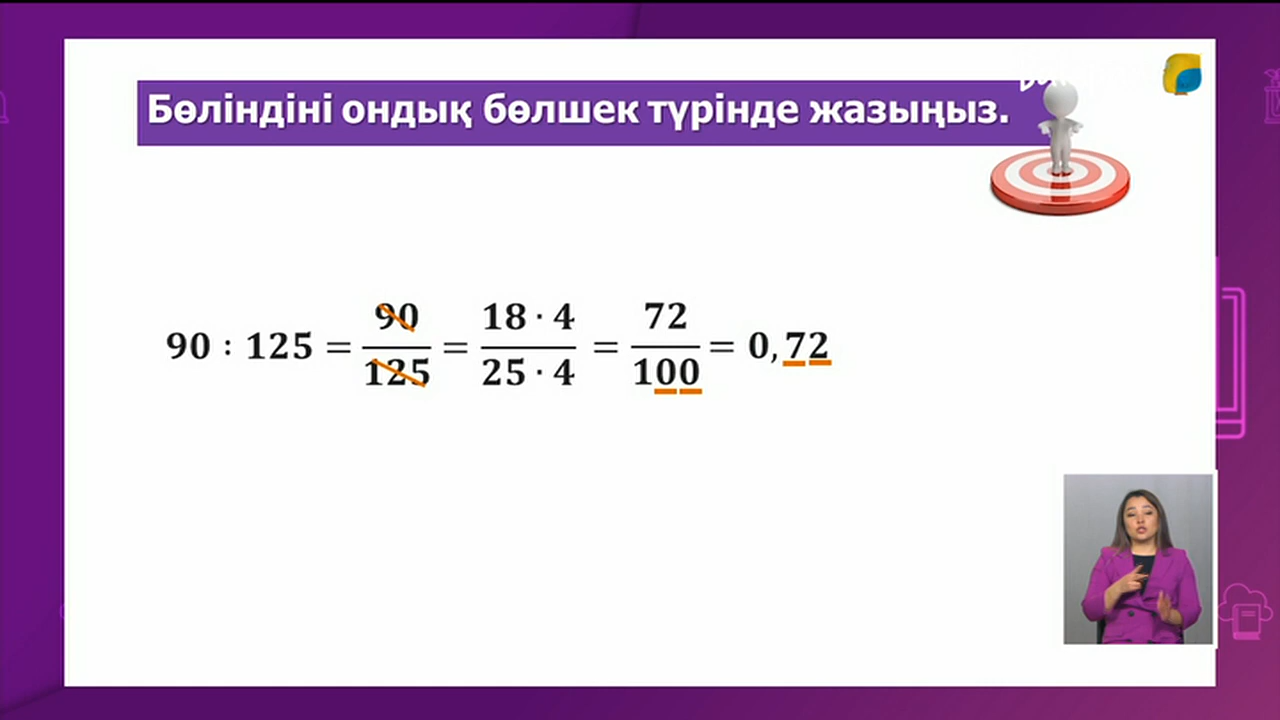 Бөліндіні ондық бөлшек түрінде жазыңыз.
90 : 125 = 90/125 = 18 · 4/25 · 4 = 72/100 = 0,72